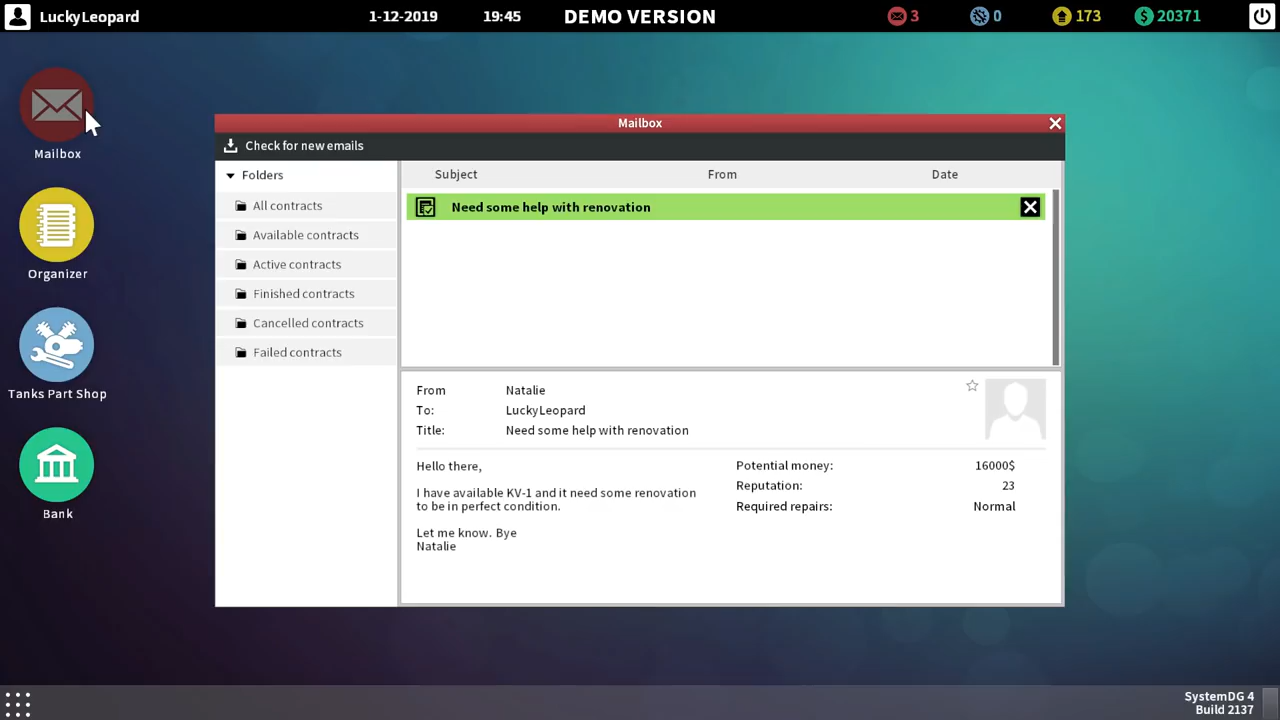 LuckyLeopard 1-12-2019 19:45 DEMO VERSION 3 0 173 $ 20371
Mailbox
Organizer
Tanks Part Shop
Bank
Mailbox
Check for new emails
Folders
All contracts
Available contracts
Active contracts
Finished contracts
Cancelled contracts
Failed contracts
Subject From Date
Need some help with renovation
From Natalie
To: LuckyLeopard
Title: Need some help with renovation
Hello there,
I have available KV-1 and it need some renovation
to be in perfect condition.
Let me know. Bye
Natalie
Potential money: 16000$
Reputation: 23
Required repairs: Normal
SystemDG 4
Build 2137